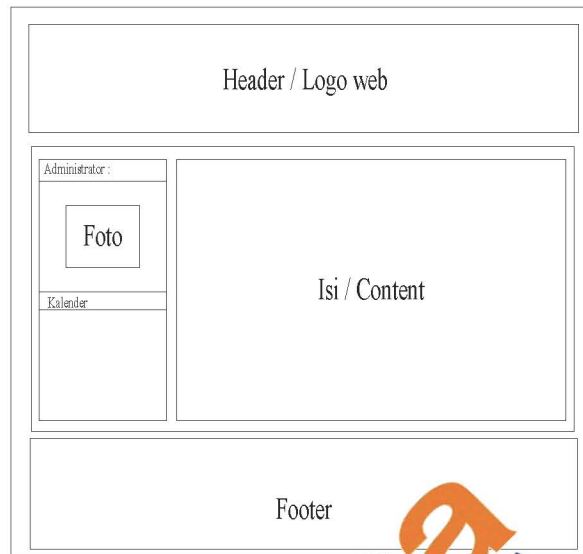 Header / Logo web
Administrator :
Foto
Kalender
Isi / Content
Footer